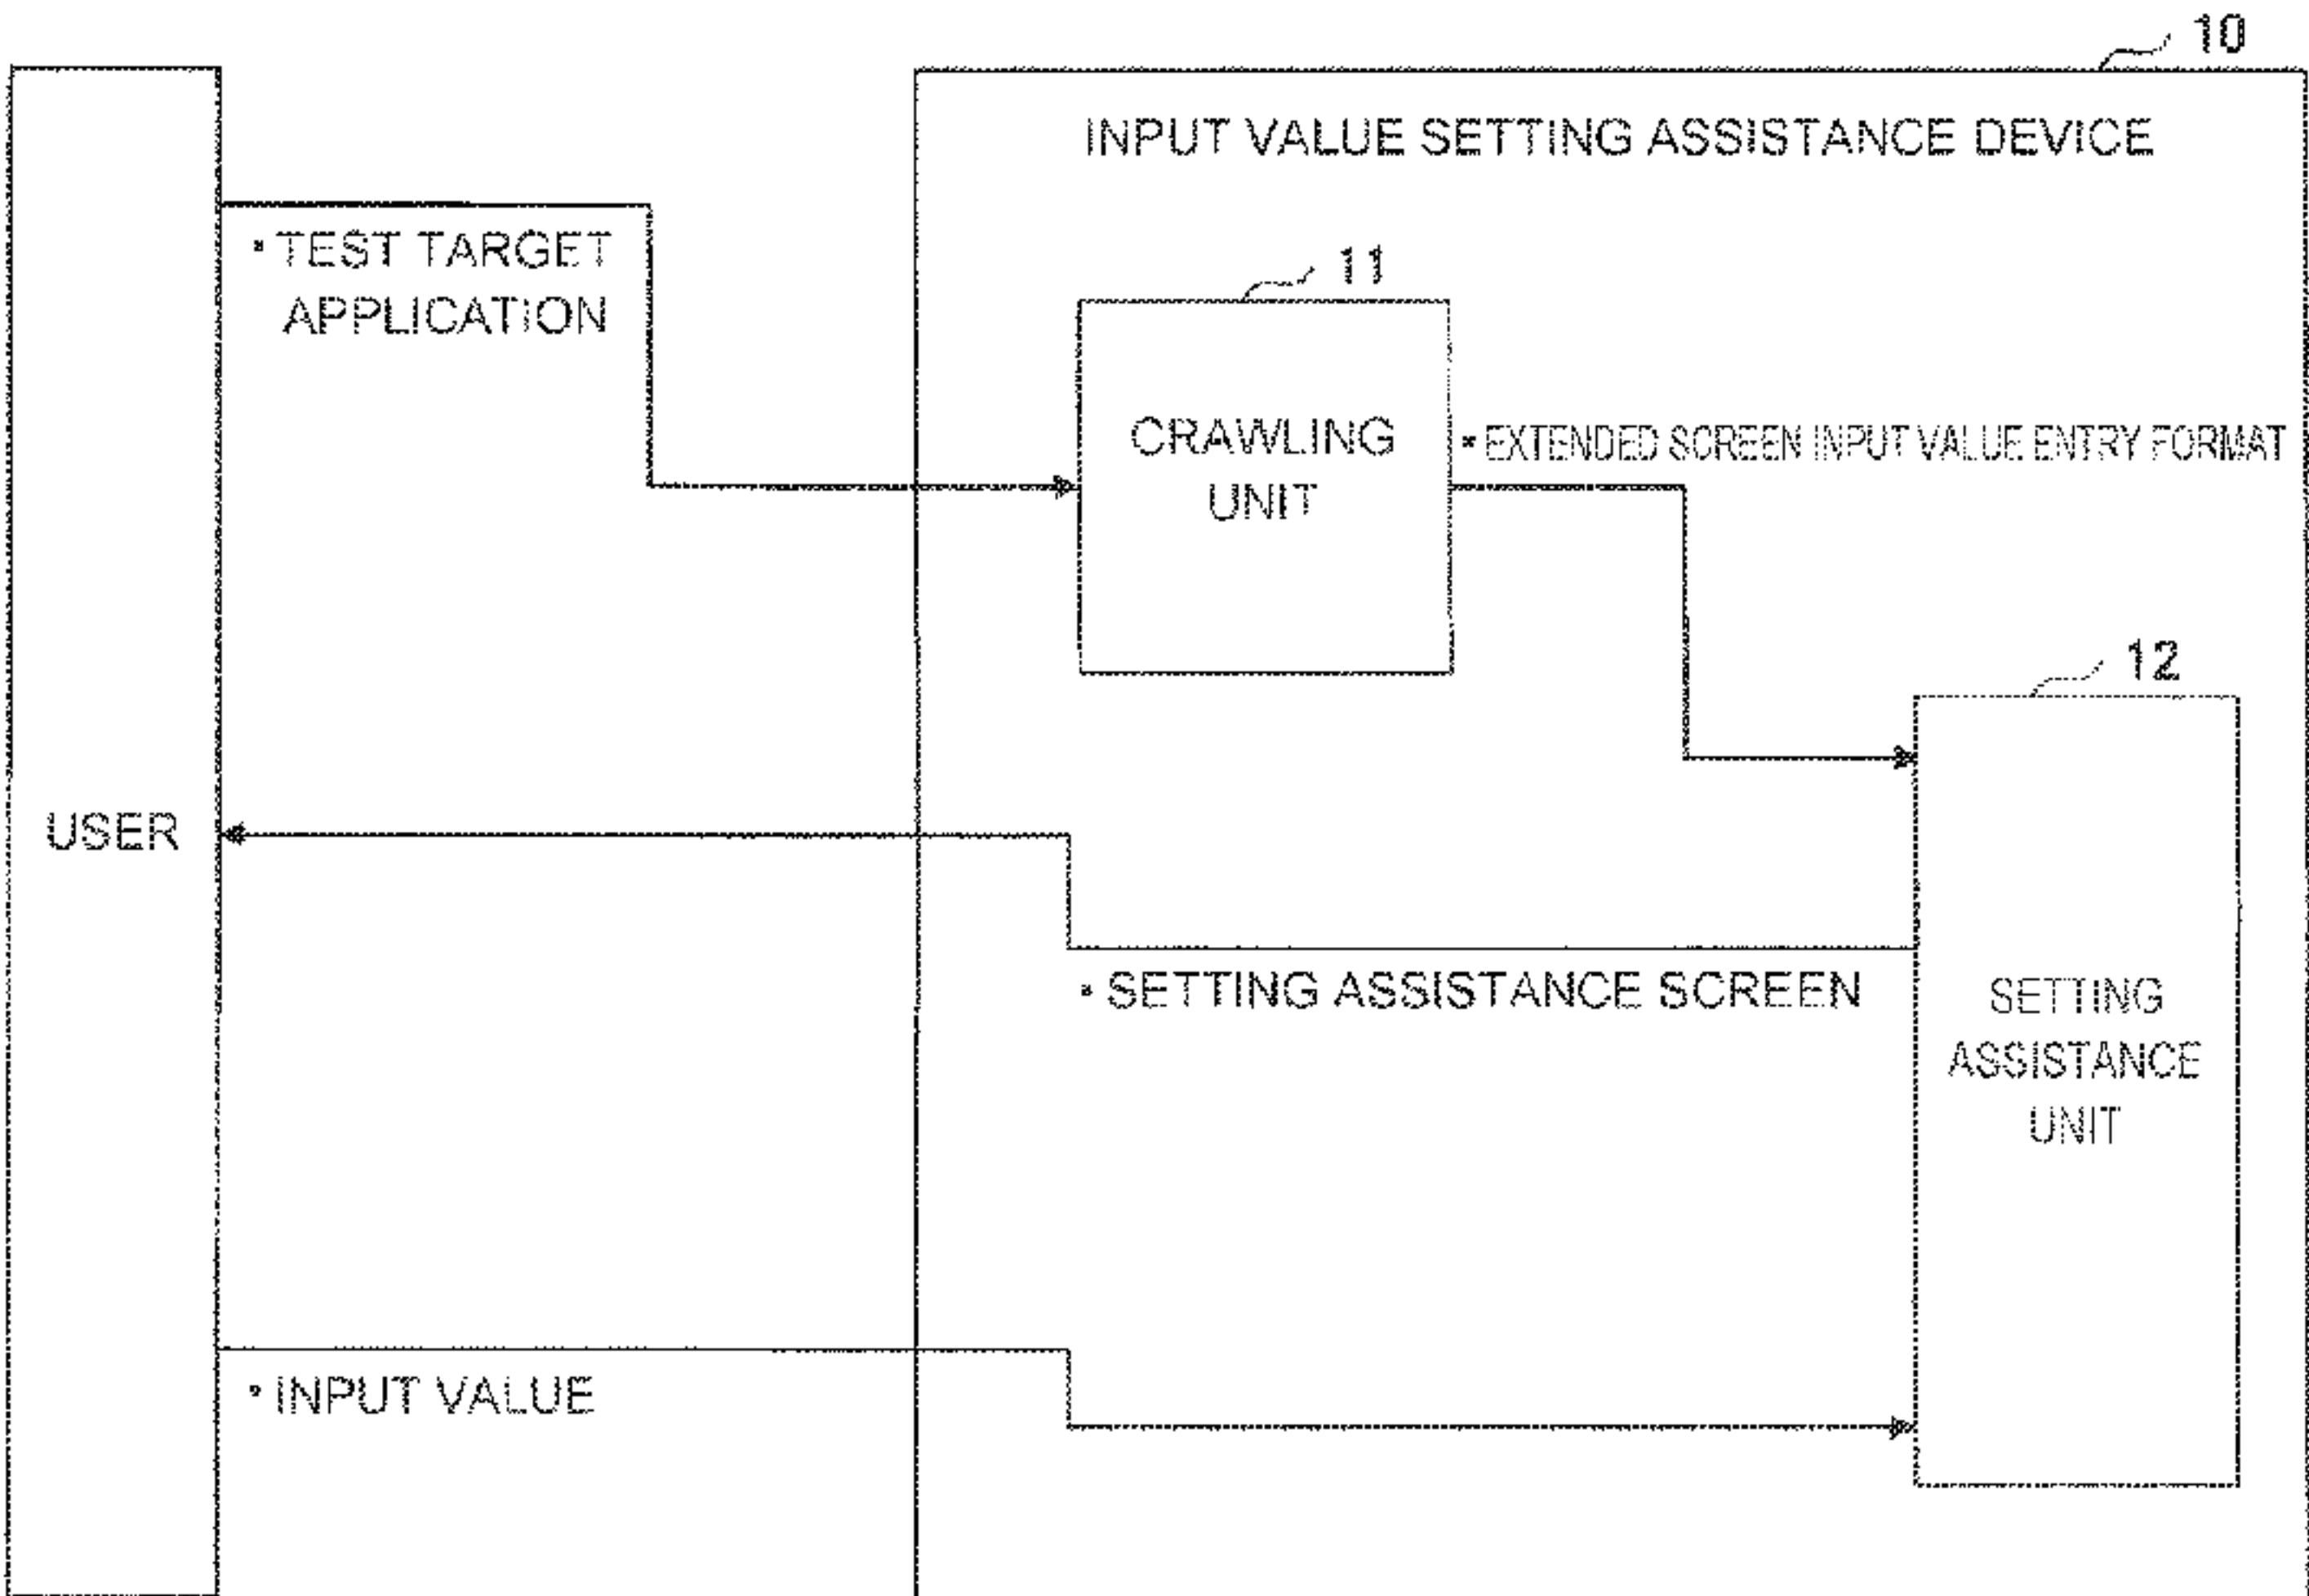 10
INPUT VALUE SETTING ASSISTANCE DEVICE
▪ TEST TARGET
APPLICATION
11
CRAWLING
UNIT
▪ EXTENDED SCREEN INPUT VALUE ENTRY FORMAT
12
USER
▪ SETTING ASSISTANCE SCREEN
SETTING
ASSISTANCE
UNIT
▪ INPUT VALUE